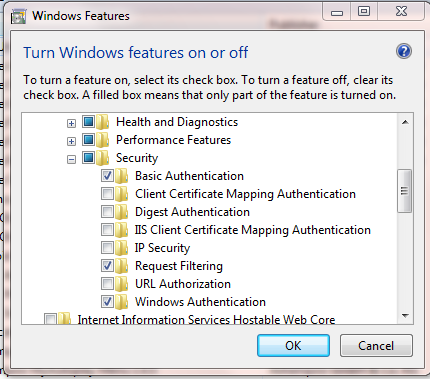 Windows Features
Turn Windows features on or off
To turn a feature on, select its check box. To turn a feature off, clear its
check box. A filled box means that only part of the feature is turned on.
Health and Diagnostics
Performance Features
Security
Basic Authentication
Client Certificate Mapping Authentication
Digest Authentication
IIS Client Certificate Mapping Authentication
IP Security
Request Filtering
URL Authorization
Windows Authentication
Internet Information Services Hostable Web Core
OK
Cancel